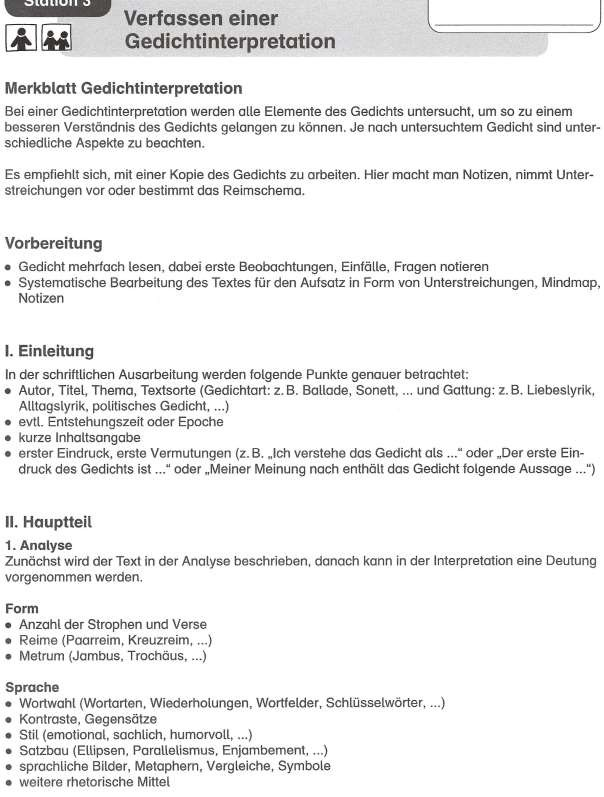 Station 3
Verfassen einer
Gedichtinterpretation
Merkblatt Gedichtinterpretation
Bei einer Gedichtinterpretation werden alle Elemente des Gedichts untersucht, um so zu einem
besseren Verständnis des Gedichts gelangen zu können. Je nach untersuchtem Gedicht sind unter-
schiedliche Aspekte zu beachten.
Es empfiehlt sich, mit einer Kopie des Gedichts zu arbeiten. Hier macht man Notizen, nimmt Unter-
streichungen vor oder bestimmt das Reimschema.
Vorbereitung
• Gedicht mehrfach lesen, dabei erste Beobachtungen, Einfälle, Fragen notieren
• Systematische Bearbeitung des Textes für den Aufsatz in Form von Unterstreichungen, Mindmap,
Notizen
I. Einleitung
In der schriftlichen Ausarbeitung werden folgende Punkte genauer betrachtet:
• Autor, Titel, Thema, Textsorte (Gedichtart: z. B. Ballade, Sonett, ... und Gattung: z. B. Liebeslyrik,
Alltagslyrik, politisches Gedicht, ...)
• evtl. Entstehungszeit oder Epoche
• kurze Inhaltsangabe
• erster Eindruck, erste Vermutungen (z. B. „Ich verstehe das Gedicht als ...“ oder „Der erste Ein-
druck des Gedichts ist ...“ oder „Meiner Meinung nach enthält das Gedicht folgende Aussage ...“)
II. Hauptteil
1. Analyse
Zunächst wird der Text in der Analyse beschrieben, danach kann in der Interpretation eine Deutung
vorgenommen werden.
Form
• Anzahl der Strophen und Verse
• Reime (Paarreim, Kreuzreim, ...)
• Metrum (Jambus, Trochäus, ...)
Sprache
• Wortwahl (Wortarten, Wiederholungen, Wortfelder, Schlüsselwörter, ...)
• Kontraste, Gegensätze
• Stil (emotional, sachlich, humorvoll, ...)
• Satzbau (Ellipsen, Parallelismus, Enjambement, ...)
• sprachliche Bilder, Metaphern, Vergleiche, Symbole
• weitere rhetorische Mittel